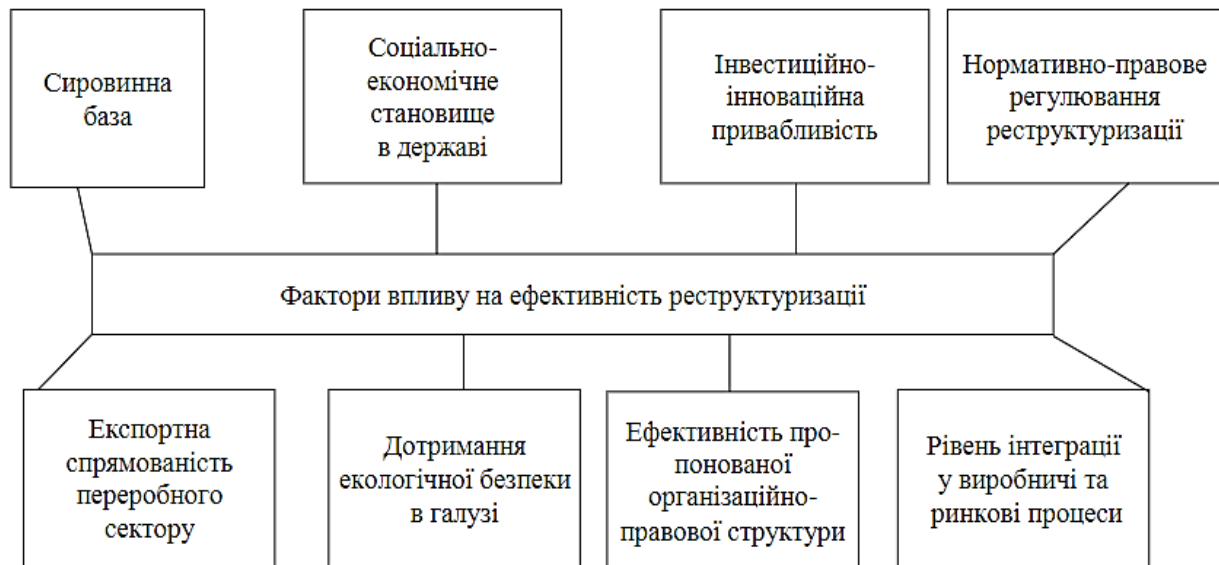 Сировинна
база
Соціально-
економічне
становище
в державі
Інвестиційно-
інноваційна
привабливість
Нормативно-правове
регулювання
реструктуризації
Фактори впливу на ефективність реструктуризації
Експортна
спрямованість
переробного
сектору
Дотримання
екологічної безпеки
в галузі
Ефективність про-
понованої
організаційно-
правової структури
Рівень інтеграції
у виробничі та
ринкові процеси